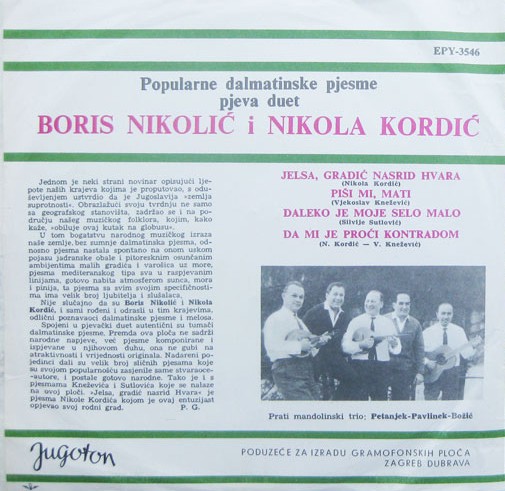 EPY-3546
Popularne dalmatinske pjesme
pjeva duet
BORIS NIKOLIĆ i NIKOLA KORDIĆ
Jednom je neki strani novinar opisujući lje-
pote naših krajeva kojima je proputovao, s odu-
ševljenjem ustvrdio da je Jugoslavija »zemlja
suprotnosti«. Obrazlažući svoju tvrdnju ne samo
sa geografskog stanovišta, zadržao se i na po-
dručju našeg muzičkog folklora, kojim, kako
kaže, »obiluje ovaj kutak na globusu«.
U tom bogatstvu narodnog muzičkog izraza
naše zemlje, bez sumnje dalmatinska pjesma, od-
nosno pjesma nastala spontano na onom uskom
pojasu jadranske obale i pitoresknim osunčanim
ambijentima malih gradića i varošica uz more,
pjesma mediteranskog tipa sva u razpjevanim
linijama, gotovo nabita atmosferom sunca, mora
i pinija, ta pjesma sa svim svojim specifičnosti-
ma ima velik broj ljubitelja i slušalaca,
Nije slučajno da su Boris Nikolić i Nikola
Kordić, i sami rođeni i odrasli u tim krajevima,
odlični poznavaoci dalmatinske pjesme i melosa.
Spojeni u pjevački duet autentični su tumači
dalmatinske pjesme. Premda ova ploča ne sadrži
narodne napjeve, već pjesme komponirane i
ispjevane u njihovom duhu, ona ne gubi na
atraktivnosti i vrijednosti originala. Nadareni po-
jedinci dali su velik broj sličnih pjesama koje
su svojom popularnošću zasjenile same stvaraoce-
-autore, i postale gotovo narodne. Tako je i s
pjesmama Kneževića i Sutlovića koje se nalaze
na ovoj ploči. »Jelsa, gradić nasrid Hvara« je
pjesma Nikole Kordića kojom je ovaj entuzijast
opjevao svoj rodni grad. P. G.
JELSA, GRADIĆ NASRID HVARA
(Nikola Kordić)
PIŠI MI, MATI
(Vjekoslav Knežević)
DALEKO JE MOJE SELO MALO
(Silvije Sutlović)
DA MI JE PROĆI KONTRADOM
(N. Kordić — V. Knežević)
Prati mandolinski trio: Petanjek-Pavlinek-Božić
Jugoton
PODUZEĆE ZA IZRADU GRAMOFONSKIH PLOČA
ZAGREB DUBRAVA